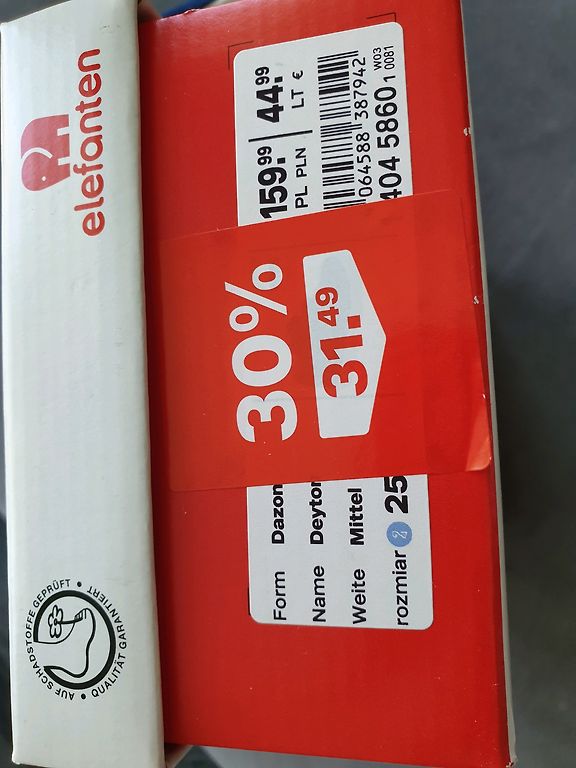 elefanten
AUF SCHADSTOFFE GEPRÜFT • QUALITÄT GARANTIERT •
159.99
PL PLN
44.99
LT €
064588 387942
404 5860 1 0081
W03
30%
31.49
Form Dazon
Name Deyton
Weite Mittel
rozmiar 25